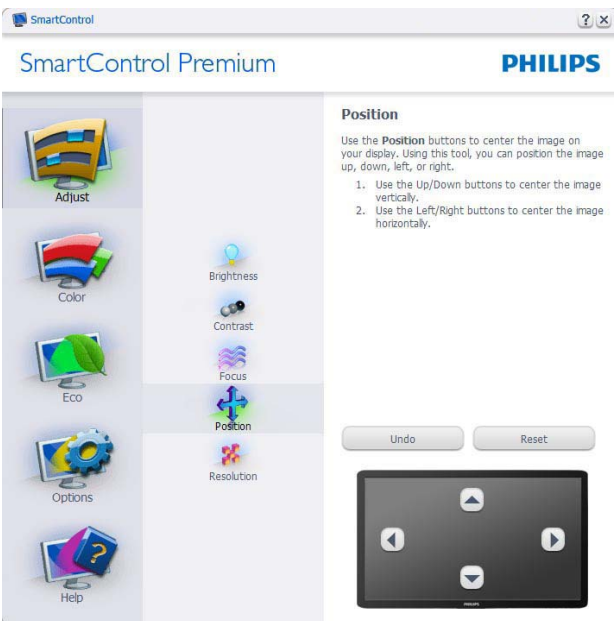 SmartControl
SmartControl Premium
PHILIPS
Adjust
Color
Eco
Options
Help
Brightness
Contrast
Focus
Position
Resolution
Position
Use the Position buttons to center the image on
your display. Using this tool, you can position the image
up, down, left, or right.
1. Use the Up/Down buttons to center the image
vertically.
2. Use the Left/Right buttons to center the image
horizontally.
Undo
Reset
PHILIPS